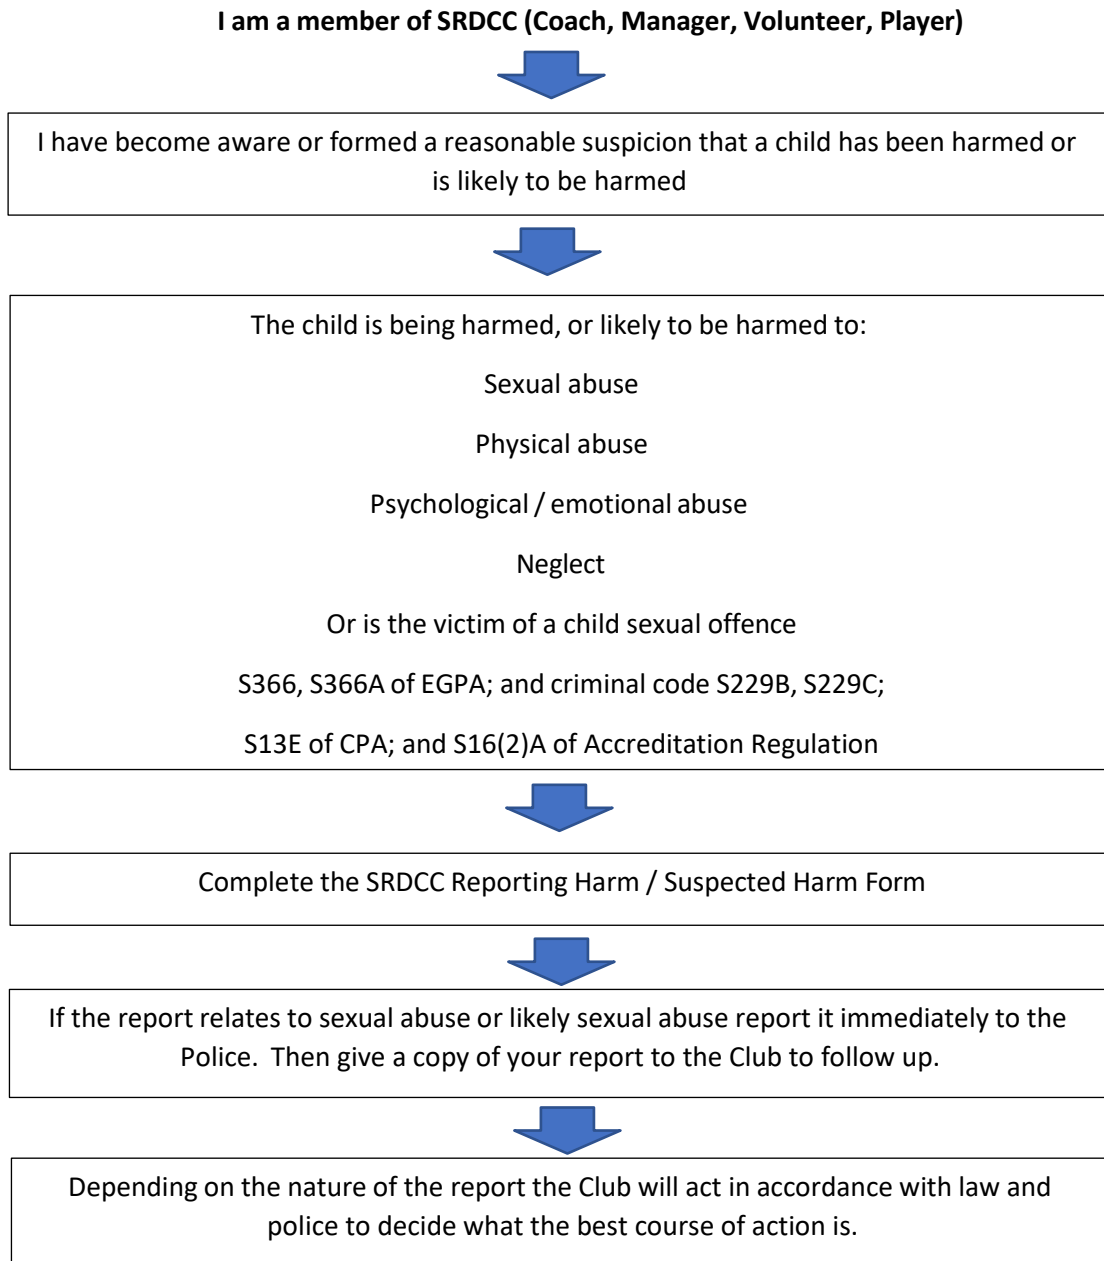 I am a member of SRDCC (Coach, Manager, Volunteer, Player)
I have become aware or formed a reasonable suspicion that a child has been harmed or
is likely to be harmed
The child is being harmed, or likely to be harmed to:
Sexual abuse
Physical abuse
Psychological / emotional abuse
Neglect
Or is the victim of a child sexual offence
S366, S366A of EGPA; and criminal code S229B, S229C;
S13E of CPA; and S16(2)A of Accreditation Regulation
Complete the SRDCC Reporting Harm / Suspected Harm Form
If the report relates to sexual abuse or likely sexual abuse report it immediately to the
Police.  Then give a copy of your report to the Club to follow up.
Depending on the nature of the report the Club will act in accordance with law and
police to decide what the best course of action is.